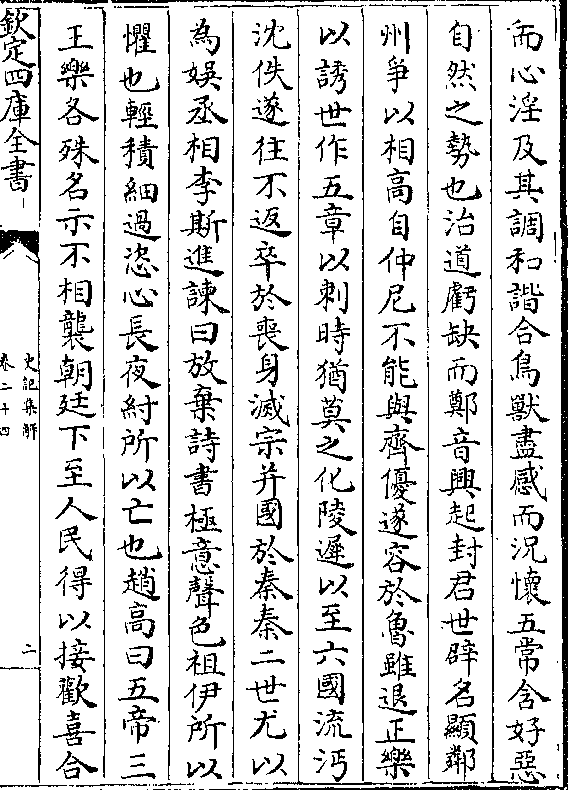 而心淫及其調和諧合鳥獸盡感而況懷五常含好惡
自然之勢也治道虧缺而鄭音興起封君世辟名顯鄰
州爭以相高自仲尼不能與齊優遂容於魯雖退正樂
以誘世作五章以刺時猶莫之化陵遲以至六國流沔
沈佚遂往不返卒於喪身滅宗并國於秦秦二世尤以
為娛丞相李斯進諫曰放棄詩書極意聲色祖伊所以
懼也輕積細過恣心長夜紂所以亡也趙高曰五帝三
王樂各殊名示不相襲朝廷下至人民得以接歡喜合
欽定四庫全書
史記集解
卷二十四
二